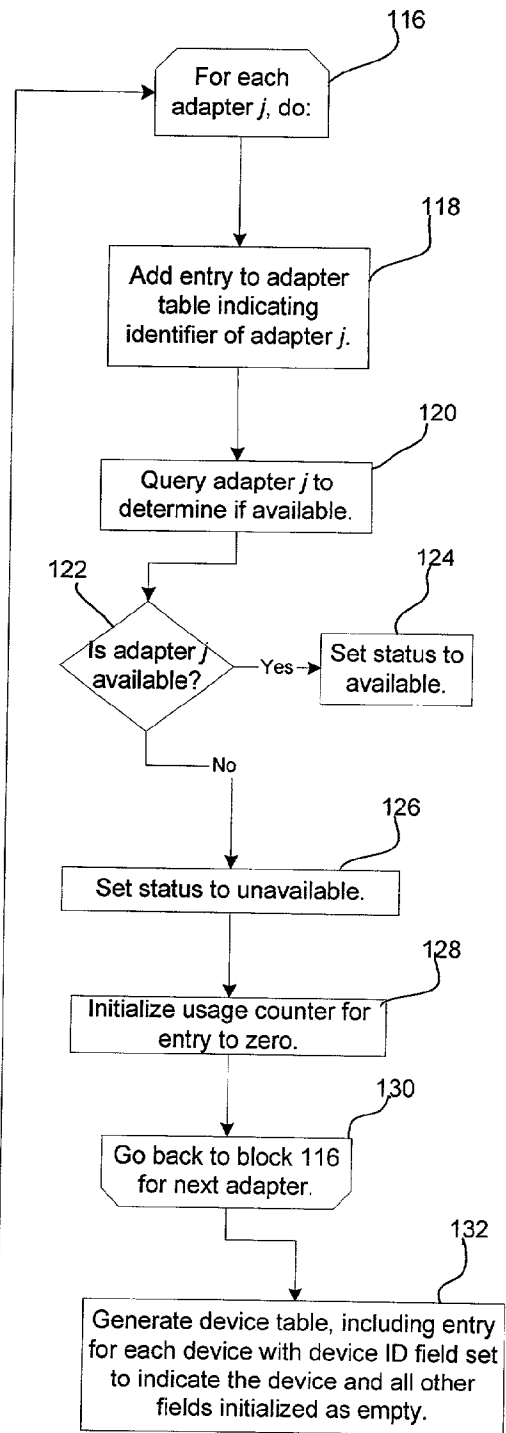 116
For each
adapter j, do:
118
Add entry to adapter
table indicating
identifier of adapter j.
120
Query adapter j to
determine if available.
122
Is adapter j
available?
Yes
124
Set status to
available.
No
126
Set status to unavailable.
128
Initialize usage counter for
entry to zero.
130
Go back to block 116
for next adapter.
132
Generate device table, including entry
for each device with device ID field set
to indicate the device and all other
fields initialized as empty.